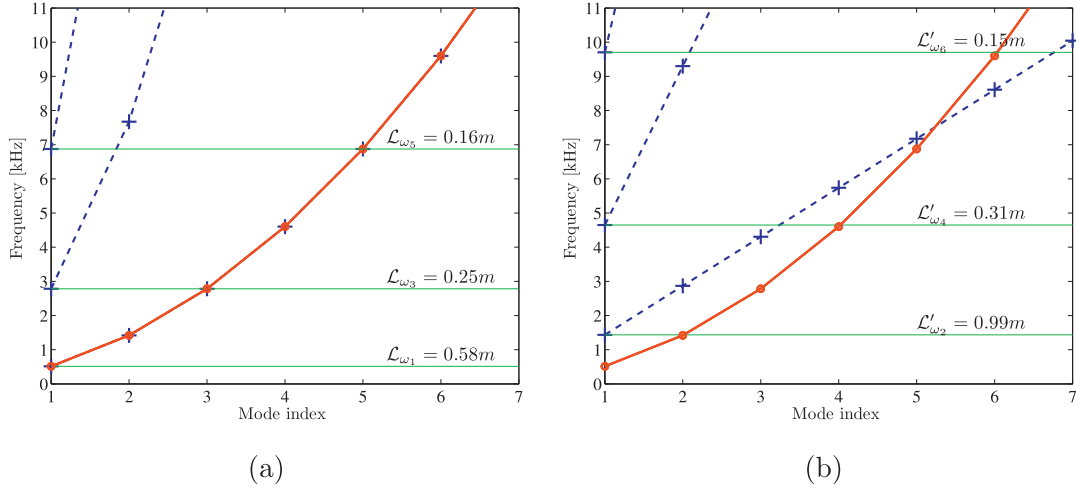 11
10
9
8
7
6
5
4
3
2
1
0
Frequency [kHz]
ℒω₅ = 0.16m
ℒω₃ = 0.25m
ℒω₁ = 0.58m
1 2 3 4 5 6 7
Mode index
(a)
11
10
9
8
7
6
5
4
3
2
1
0
Frequency [kHz]
ℒ′ω₆ = 0.15m
ℒ′ω₄ = 0.31m
ℒ′ω₂ = 0.99m
1 2 3 4 5 6 7
Mode index
(b)